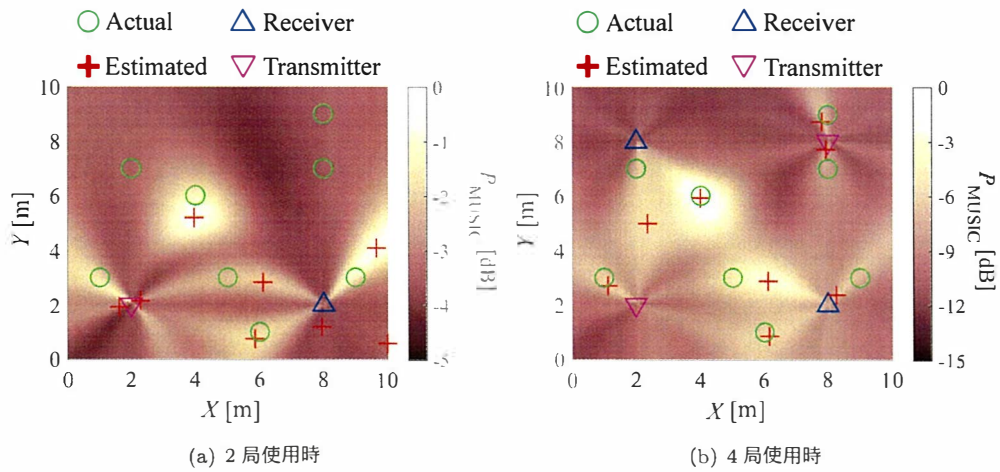 Actual Receiver
Estimated Transmitter
10
8
6
4
2
0
Y [m]
0 2 4 6 8 10
X [m]
0
-1
-2
-3
-4
-5
P MUSIC [dB]
(a) 2 局使用時
Actual Receiver
Estimated Transmitter
10
8
6
4
2
0
[m]
0 2 4 6 8 10
X [m]
0
-3
-6
-9
-12
-15
P MUSIC [dB]
(b) 4 局使用時